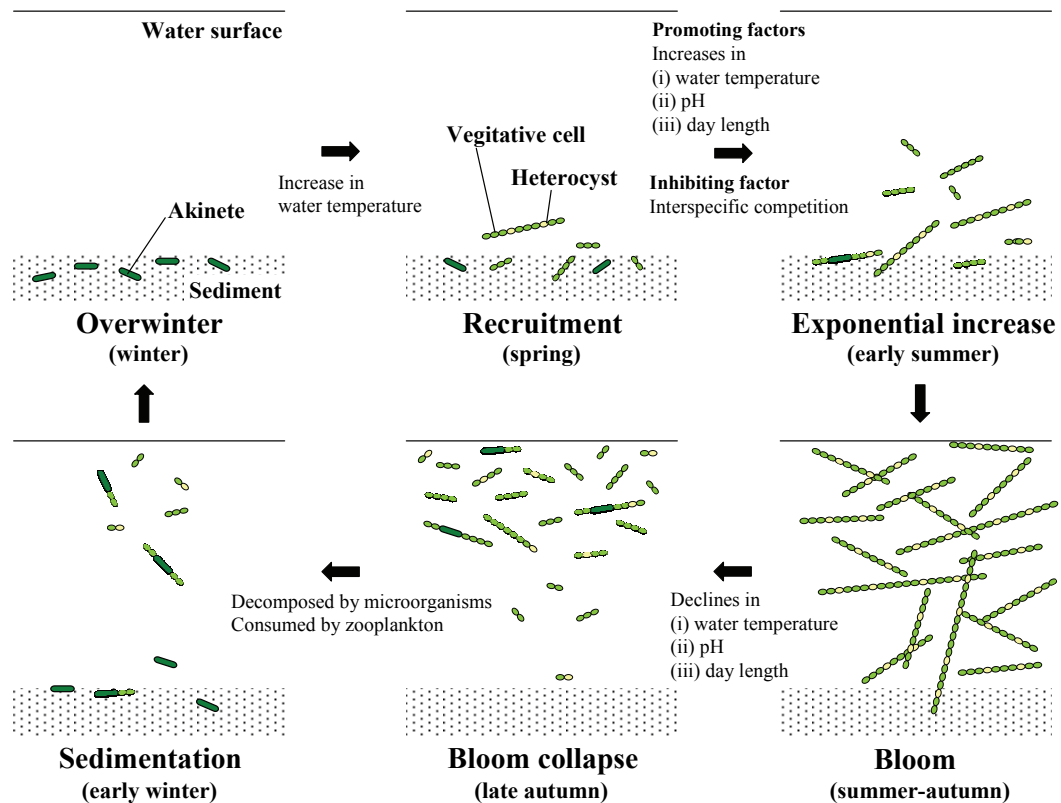 Water surface
Akinete
Sediment
Overwinter
(winter)
Increase in
water temperature
Vegitative cell
Heterocyst
Recruitment
(spring)
Promoting factors
Increases in
(i) water temperature
(ii) pH
(iii) day length
Inhibiting factor
Interspecific competition
Exponential increase
(early summer)
Sedimentation
(early winter)
Decomposed by microorganisms
Consumed by zooplankton
Bloom collapse
(late autumn)
Declines in
(i) water temperature
(ii) pH
(iii) day length
Bloom
(summer-autumn)